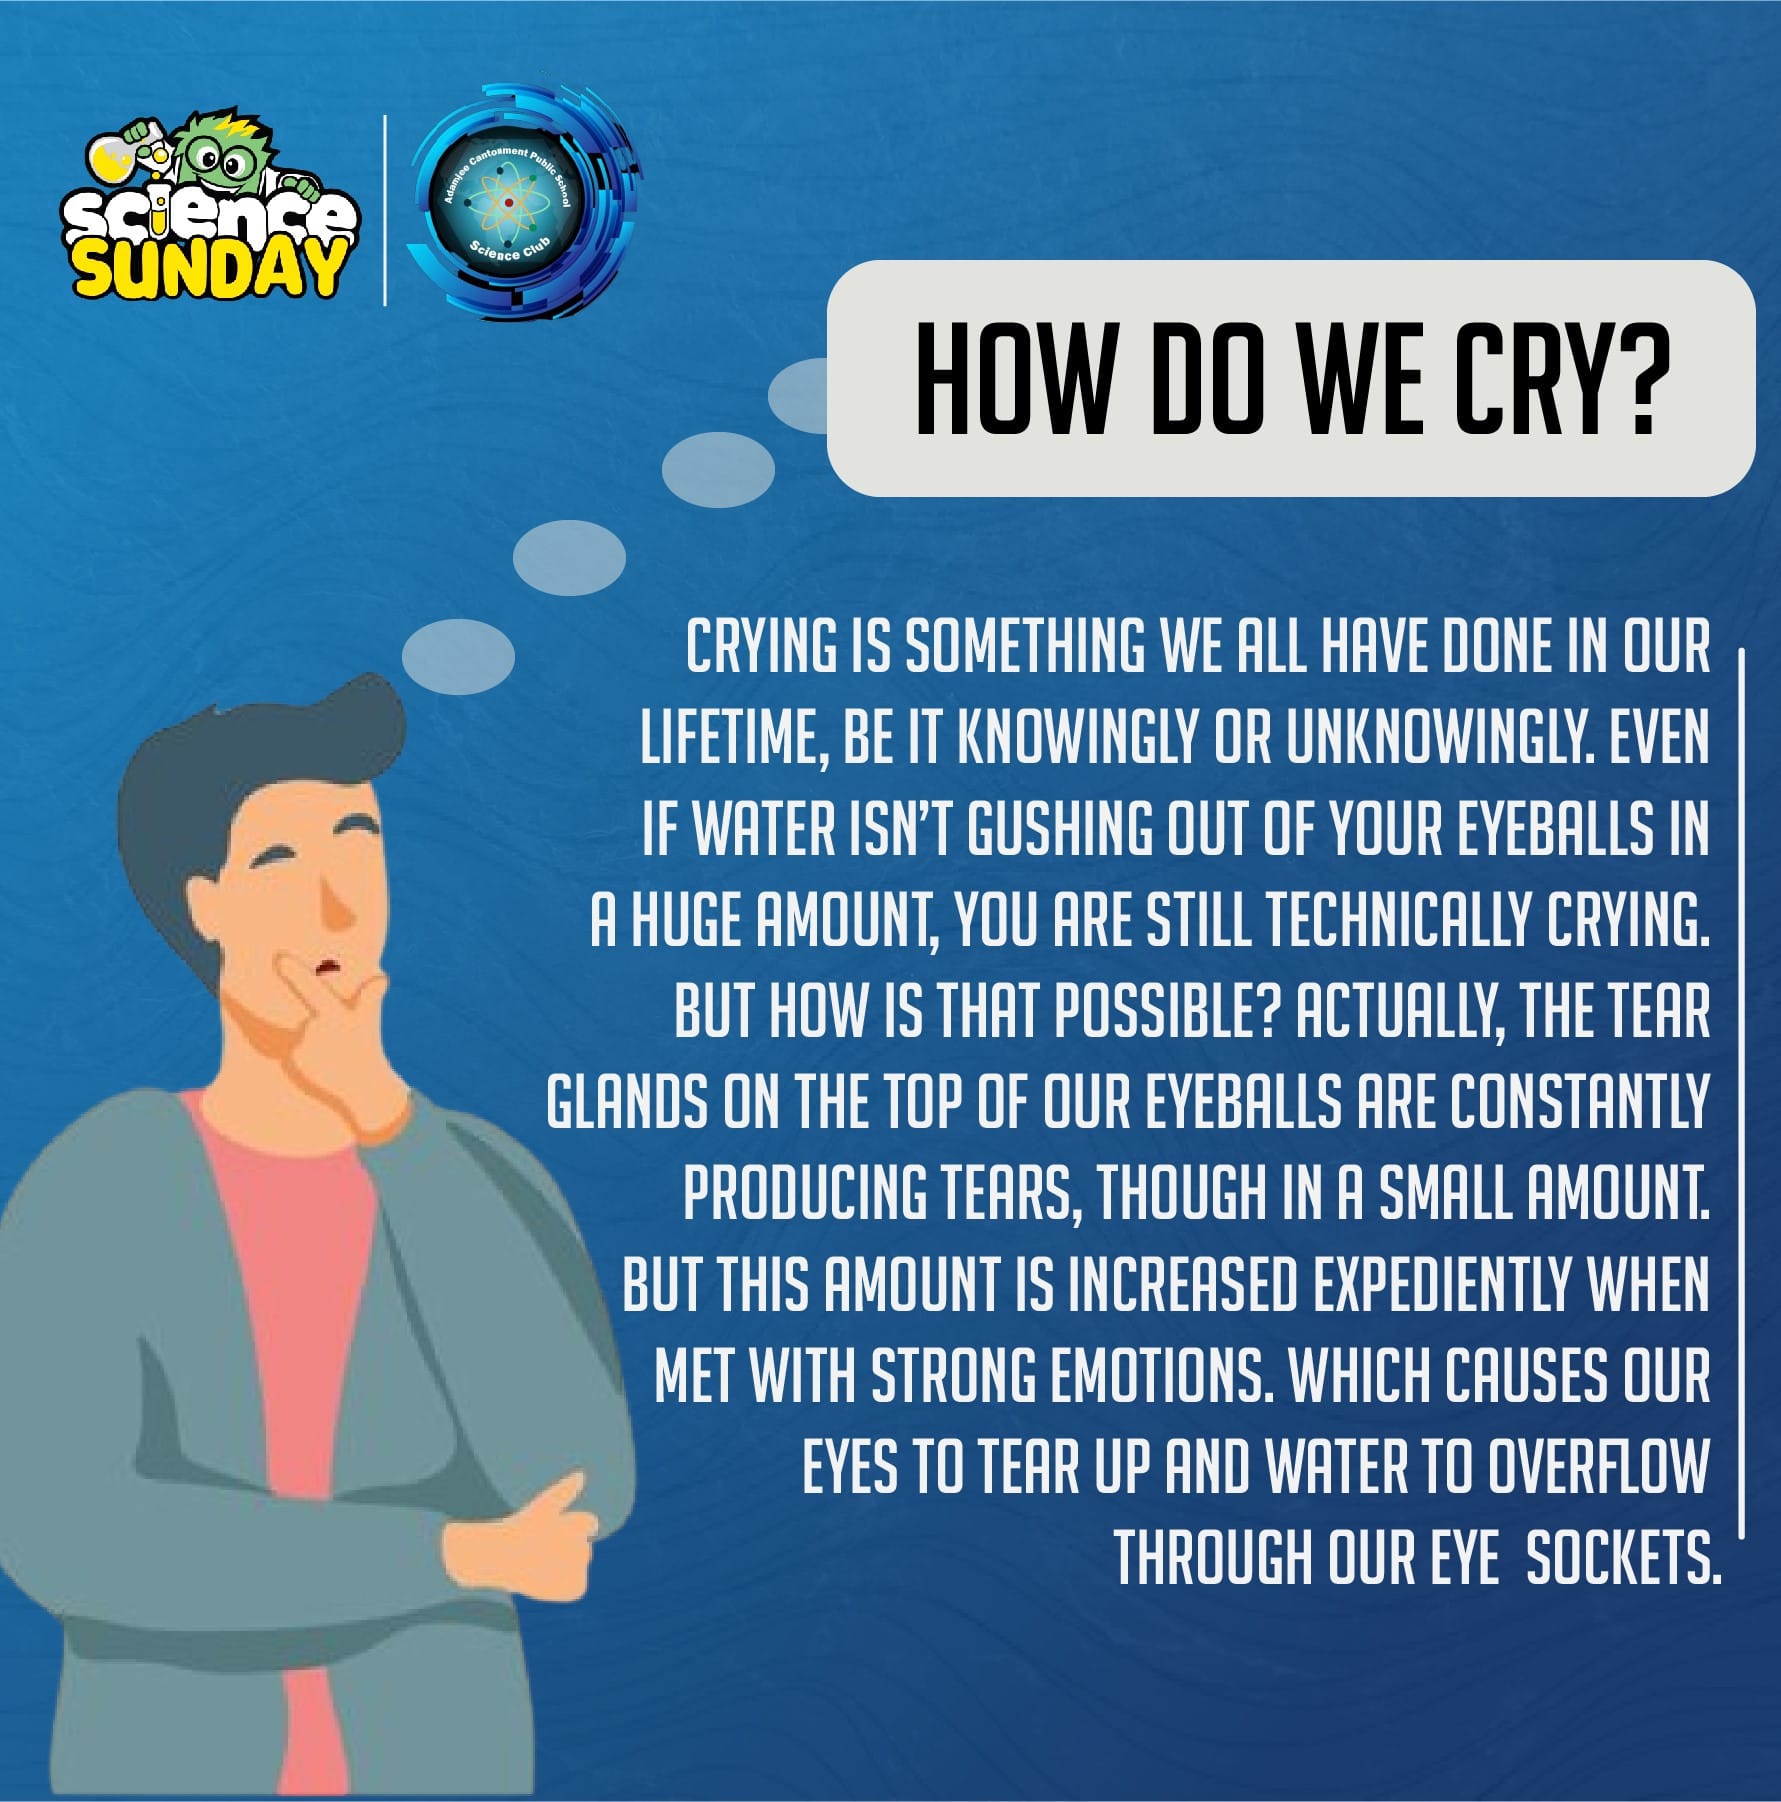 science
SUNDAY
Adamjee Cantonment Public School
Science Club
HOW DO WE CRY?
CRYING IS SOMETHING WE ALL HAVE DONE IN OUR
LIFETIME, BE IT KNOWINGLY OR UNKNOWINGLY. EVEN
IF WATER ISN'T GUSHING OUT OF YOUR EYEBALLS IN
A HUGE AMOUNT, YOU ARE STILL TECHNICALLY CRYING.
BUT HOW IS THAT POSSIBLE? ACTUALLY, THE TEAR
GLANDS ON THE TOP OF OUR EYEBALLS ARE CONSTANTLY
PRODUCING TEARS, THOUGH IN A SMALL AMOUNT.
BUT THIS AMOUNT IS INCREASED EXPEDIENTLY WHEN
MET WITH STRONG EMOTIONS. WHICH CAUSES OUR
EYES TO TEAR UP AND WATER TO OVERFLOW
THROUGH OUR EYE SOCKETS.